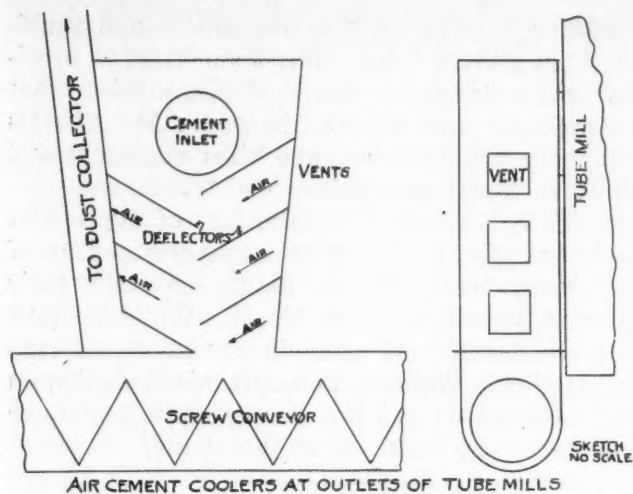 TO DUST COLLECTOR
CEMENT
INLET
VENTS
AIR
AIR
DEFLECTORS
AIR
AIR
AIR
SCREW CONVEYOR
VENT
TUBE MILL
SKETCH
NO SCALE
AIR CEMENT COOLERS AT OUTLETS OF TUBE MILLS